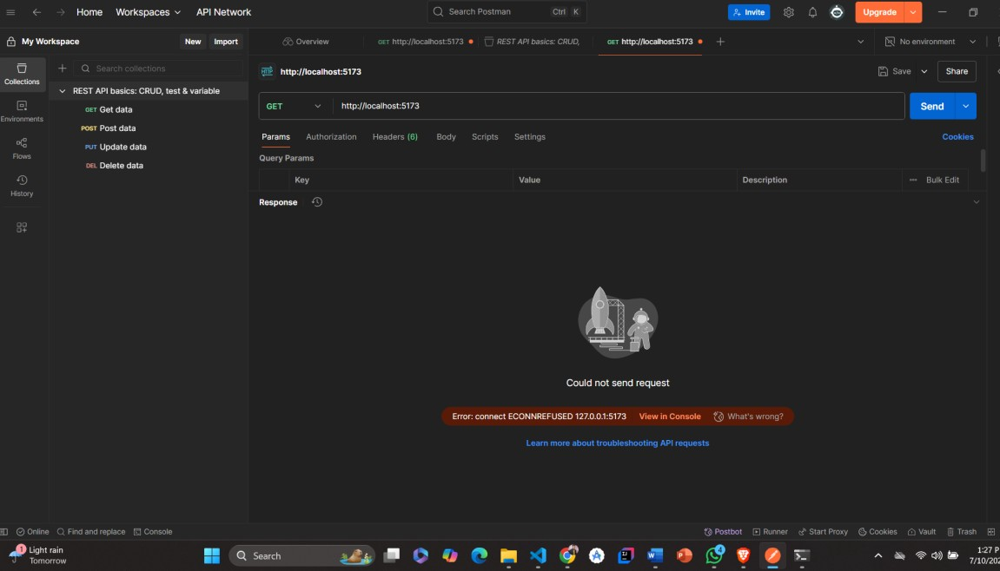 Home Workspaces API Network Search Postman Ctrl K Invite Upgrade
My Workspace New Import Overview GET http://localhost:5173 REST API basics: CRUD, GET http://localhost:5173 No environment
Collections
Environments
Flows
History
Search collections
REST API basics: CRUD, test & variable
GET Get data
POST Post data
PUT Update data
DEL Delete data
HTTP http://localhost:5173 Save Share
GET http://localhost:5173 Send
Params Authorization Headers (6) Body Scripts Settings Cookies
Query Params
Key Value Description Bulk Edit
Response
Could not send request
Error: connect ECONNREFUSED 127.0.0.1:5173 View in Console What's wrong?
Learn more about troubleshooting API requests
Online Find and replace Console Postbot Runner Start Proxy Cookies Vault Trash
1 Light rain
Tomorrow
Search
4
1:27 P
7/10/202